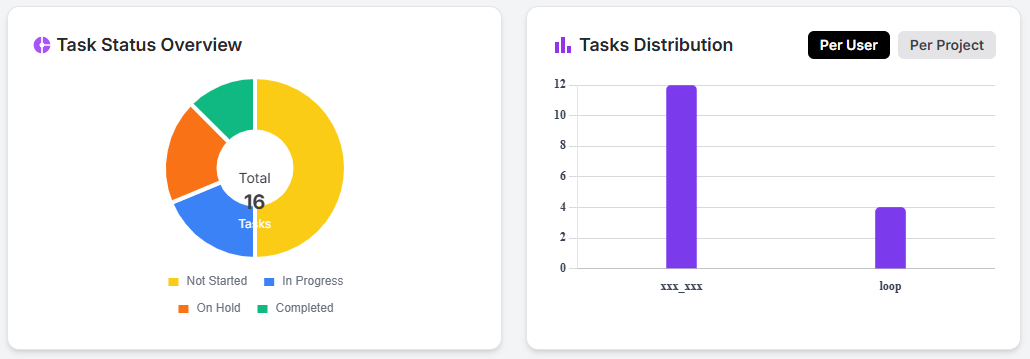 Task Status Overview
Total
16
Tasks
Not Started
In Progress
On Hold
Completed
Tasks Distribution
Per User
Per Project
12
10
8
6
4
2
0
xxx_xxx
loop